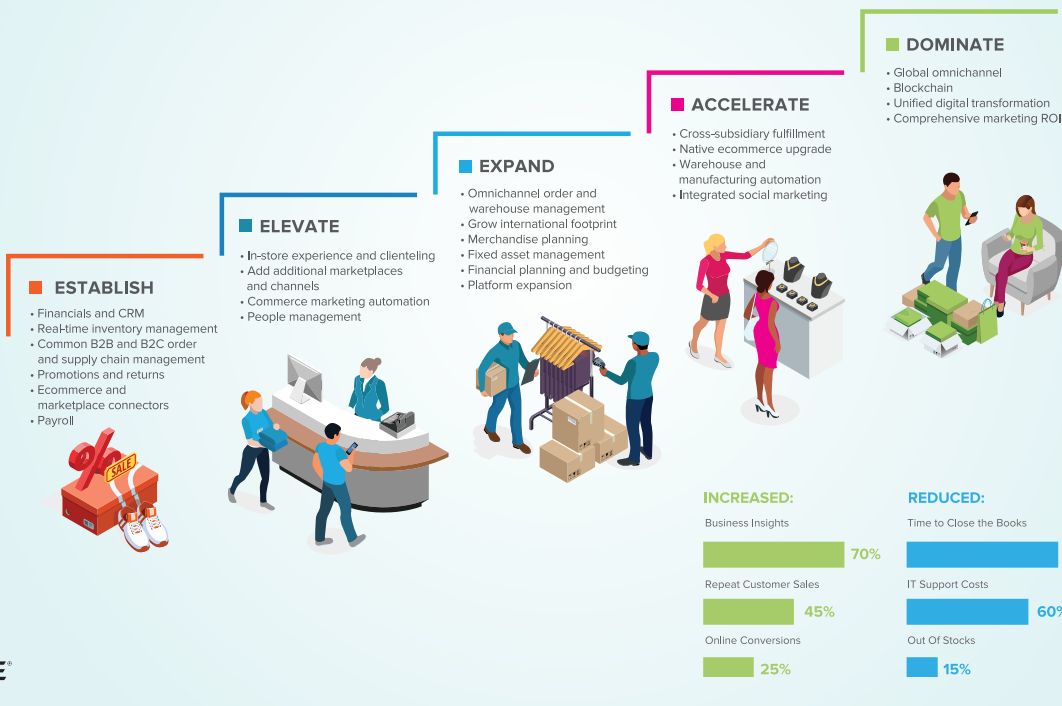 DOMINATE
• Global omnichannel
• Blockchain
• Unified digital transformation
• Comprehensive marketing ROI
ACCELERATE
• Cross-subsidiary fulfillment
• Native ecommerce upgrade
• Warehouse and
manufacturing automation
• Integrated social marketing
EXPAND
• Omnichannel order and
warehouse management
• Grow international footprint
• Merchandise planning
• Fixed asset management
• Financial planning and budgeting
• Platform expansion
ELEVATE
• In-store experience and clienteling
• Add additional marketplaces
and channels
• Commerce marketing automation
• People management
ESTABLISH
• Financials and CRM
• Real-time inventory management
• Common B2B and B2C order
and supply chain management
• Promotions and returns
• Ecommerce and
marketplace connectors
• Payroll
%
SALE
INCREASED:
Business Insights
70%
Repeat Customer Sales
45%
Online Conversions
25%
REDUCED:
Time to Close the Books
IT Support Costs
60%
Out Of Stocks
15%
E®